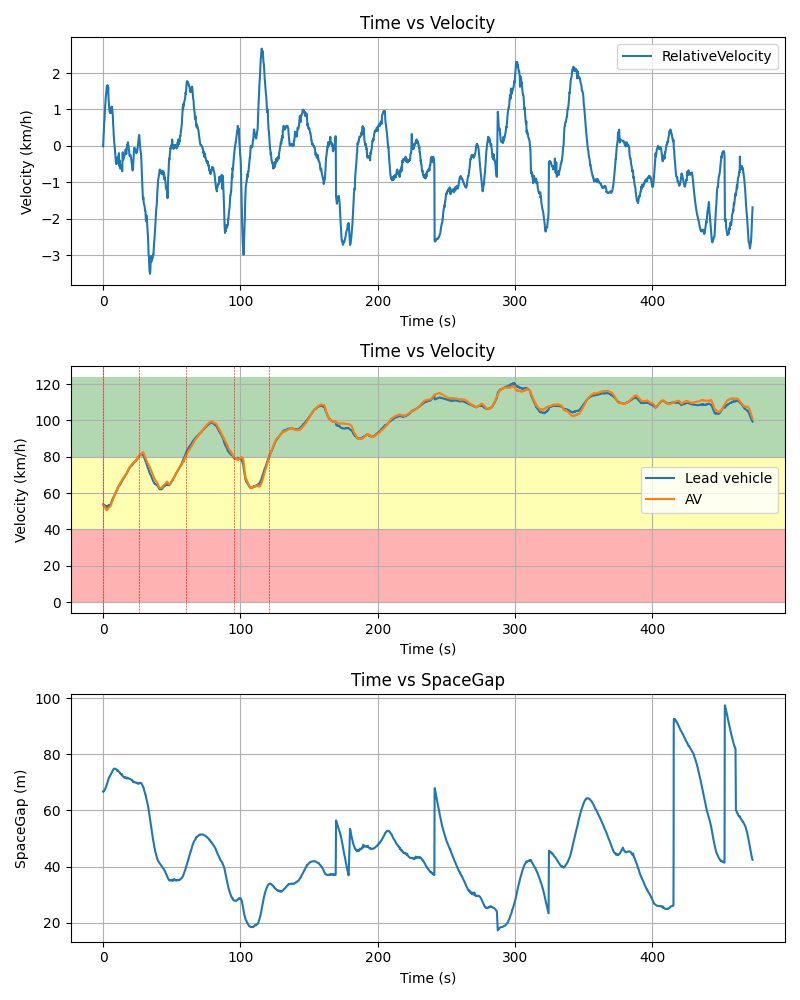 Time vs Velocity
Velocity (km/h)
2
1
0
−1
−2
−3
RelativeVelocity
0 100 200 300 400
Time (s)
Time vs Velocity
Velocity (km/h)
120
100
80
60
40
20
0
Lead vehicle
AV
0 100 200 300 400
Time (s)
Time vs SpaceGap
SpaceGap (m)
100
80
60
40
20
0 100 200 300 400
Time (s)